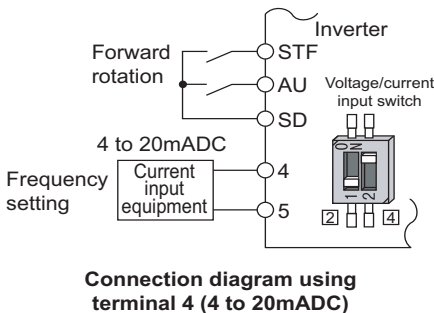 Inverter
Forward
rotation
STF
AU
SD
Voltage/current
input switch
4 to 20mADC
Frequency
setting
Current
input
equipment
4
5
ON
1 2
2
4
Connection diagram using
terminal 4 (4 to 20mADC)